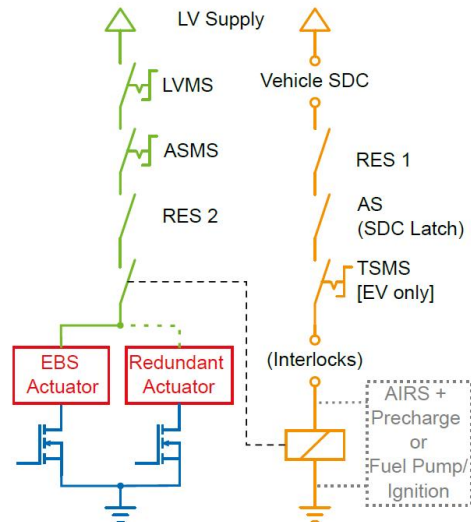 LV Supply
LVMS
Vehicle SDC
ASMS
RES 1
RES 2
AS
(SDC Latch)
TSMS
[EV only]
EBS
Actuator
Redundant
Actuator
(Interlocks)
AIRS +
Precharge
or
Fuel Pump/
Ignition